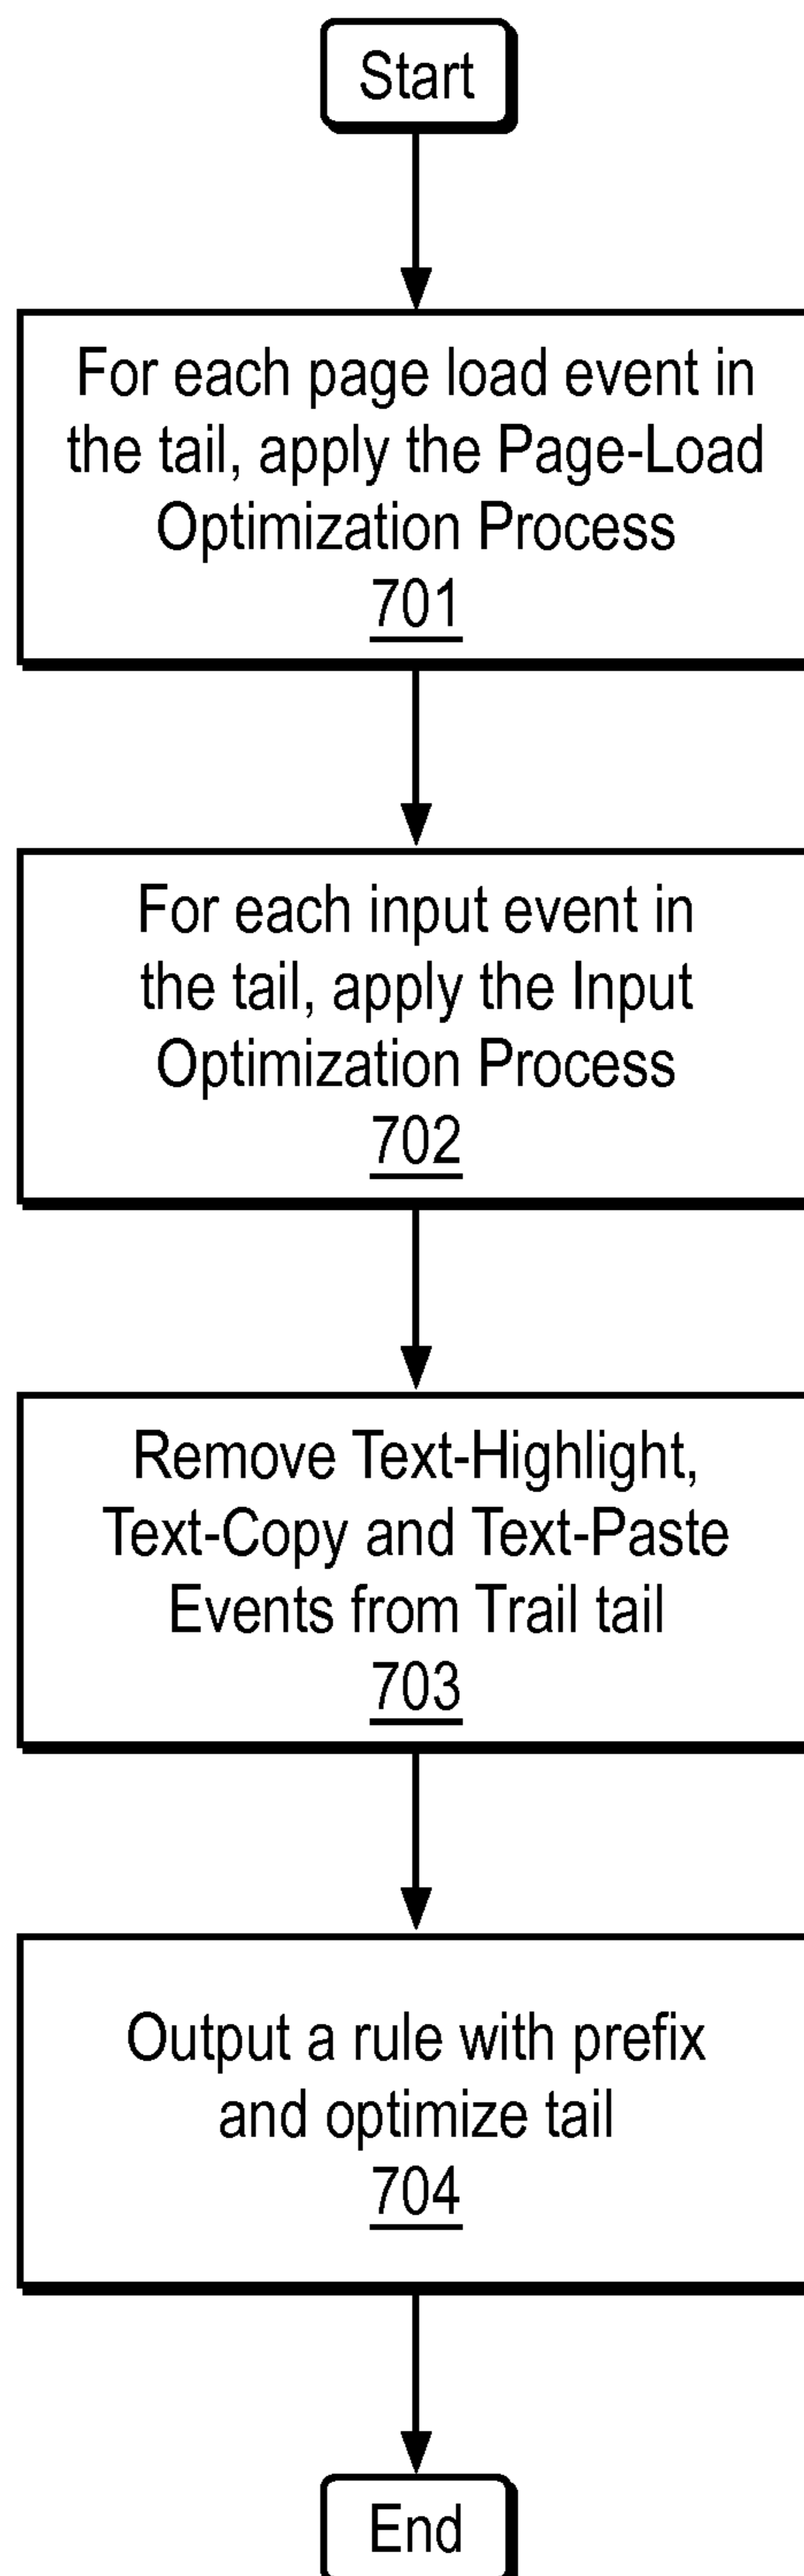 Start
For each page load event in
the tail, apply the Page-Load
Optimization Process
701
For each input event in
the tail, apply the Input
Optimization Process
702
Remove Text-Highlight,
Text-Copy and Text-Paste
Events from Trail tail
703
Output a rule with prefix
and optimize tail
704
End